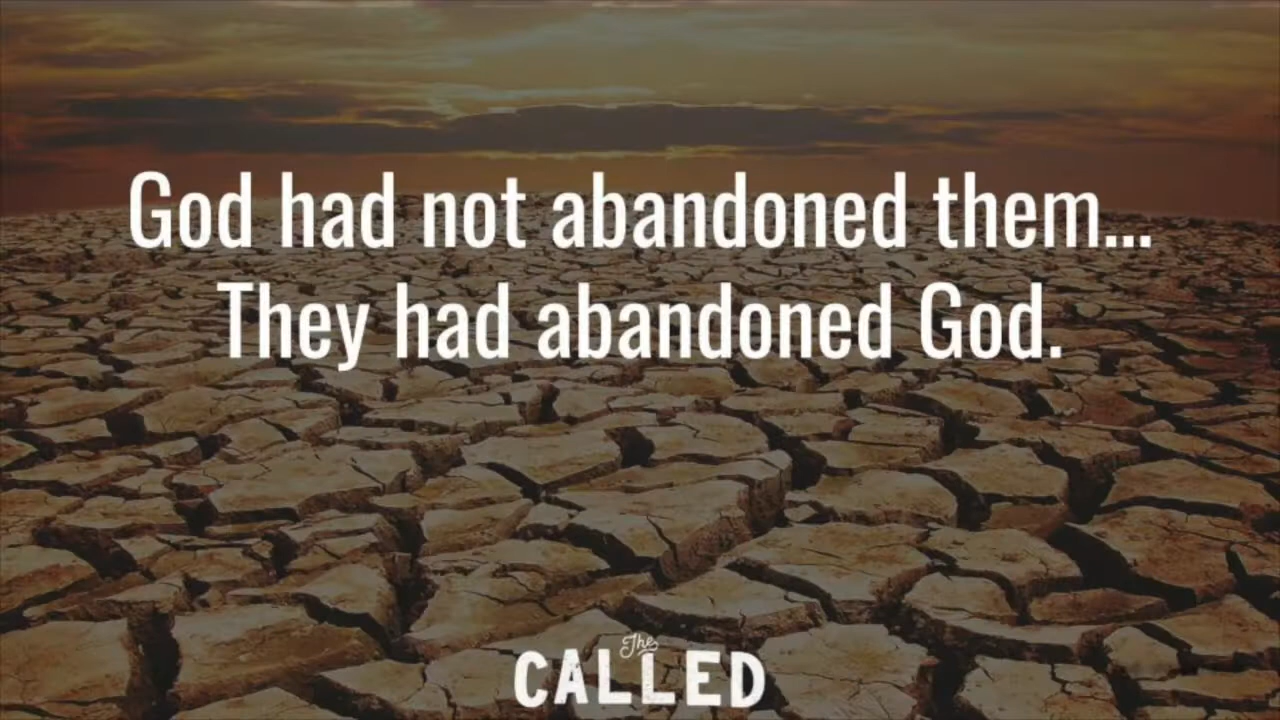 God had not abandoned them...
They had abandoned God.
The
CALLED